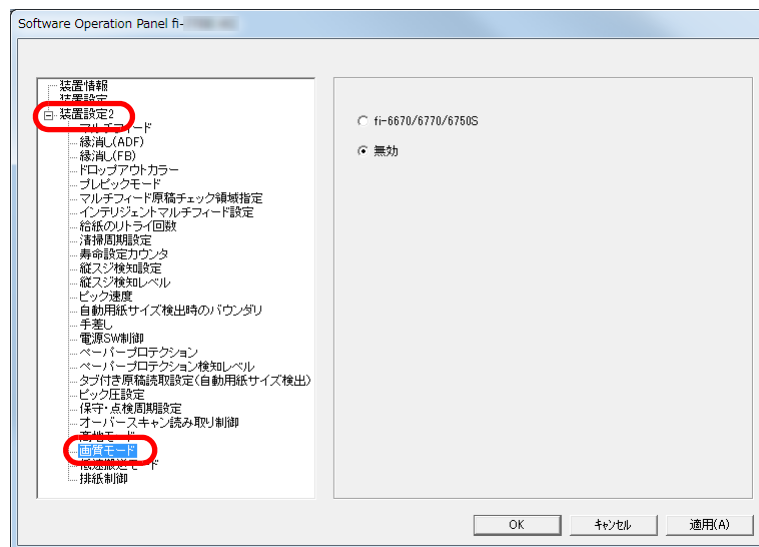 Software Operation Panel fi-
装置情報
装置設定
装置設定2
マルチフィード
縁消し(ADF)
縁消し(FB)
ドロップアウトカラー
プレピックモード
マルチフィード原稿チェック領域指定
インテリジェントマルチフィード設定
給紙のリトライ回数
清掃周期設定
寿命設定カウンタ
縦スジ検知設定
縦スジ検知レベル
ピック速度
自動用紙サイズ検出時のバウンダリ
手差し
電源SW制御
ペーパープロテクション
ペーパープロテクション検知レベル
タブ付き原稿読取設定(自動用紙サイズ検出)
ピック圧設定
保守・点検周期設定
オーバースキャン読み取り制御
高地モード
画質モード
低速搬送モード
排紙制御
fi-6670/6770/6750S
無効
OK
キャンセル
適用(A)